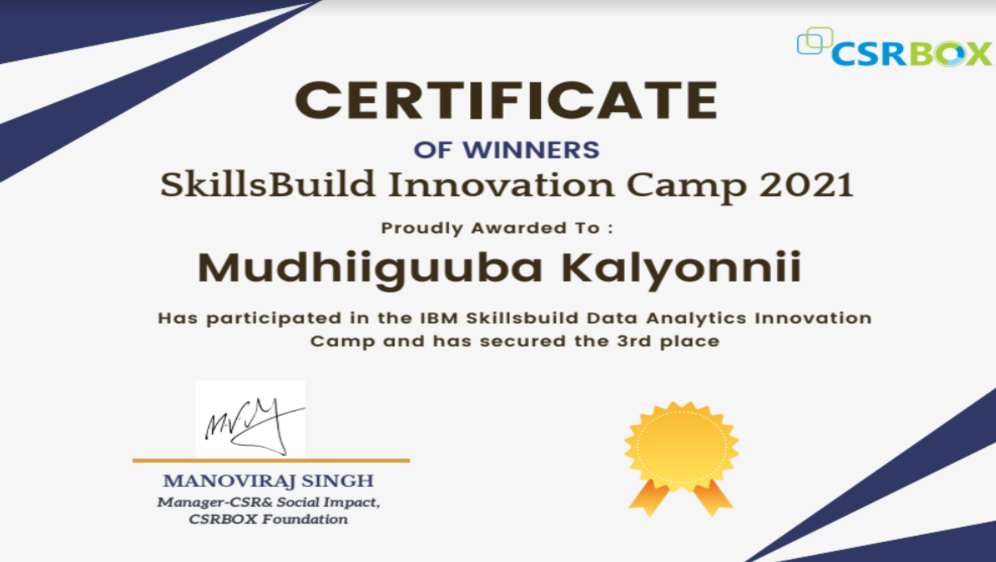 CSRBOX
CERTIFICATE
OF WINNERS
SkillsBuild Innovation Camp 2021
Proudly Awarded To :
Mudhiiguuba Kalyonnii
Has participated in the IBM Skillsbuild Data Analytics Innovation
Camp and has secured the 3rd place
MANOVIRAJ SINGH
Manager-CSR& Social Impact,
CSRBOX Foundation